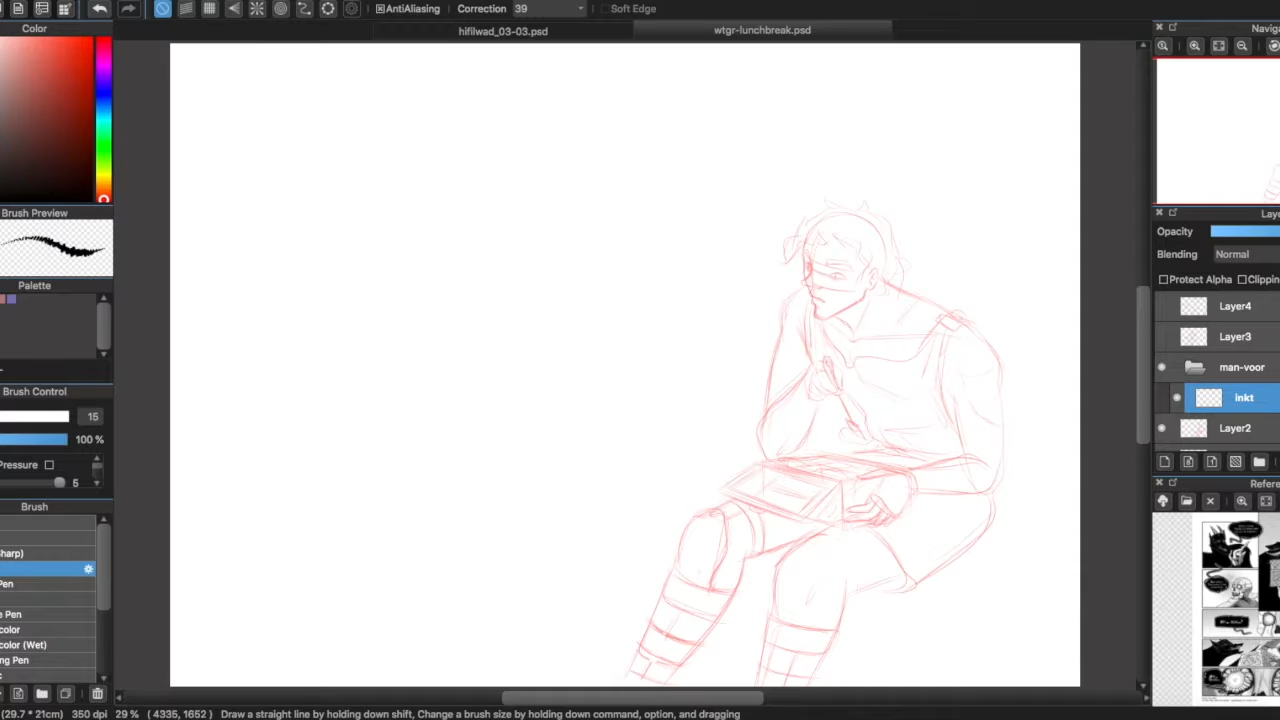 AntiAliasing Correction 39 Soft Edge
Color
hifilwad_03-03.psd
wtgr-lunchbreak.psd
Brush Preview
Palette
Brush Control
15
100 %
Pressure
5
Brush
Sharp)
Pen
e Pen
color
color (Wet)
ng Pen
(29.7 * 21cm) 350 dpi 29 % ( 4335, 1652 ) Draw a straight line by holding down shift, Change a brush size by holding down command, option, and dragging
Naviga
Laye
Opacity
Blending Normal
Protect Alpha Clippin
Layer4
Layer3
man-voor
inkt
Layer2
Referen